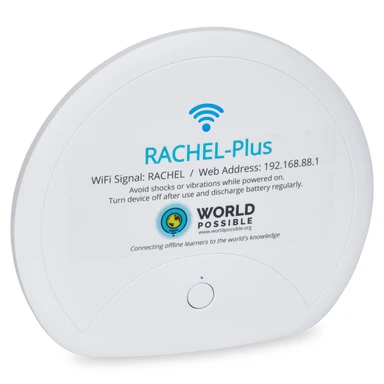 RACHEL-Plus
WiFi Signal: RACHEL / Web Address: 192.168.88.1
Avoid shocks or vibrations while powered on.
Turn device off after use and discharge battery regularly.
WORLD
POSSIBLE
www.worldpossible.org
Connecting offline learners to the world's knowledge